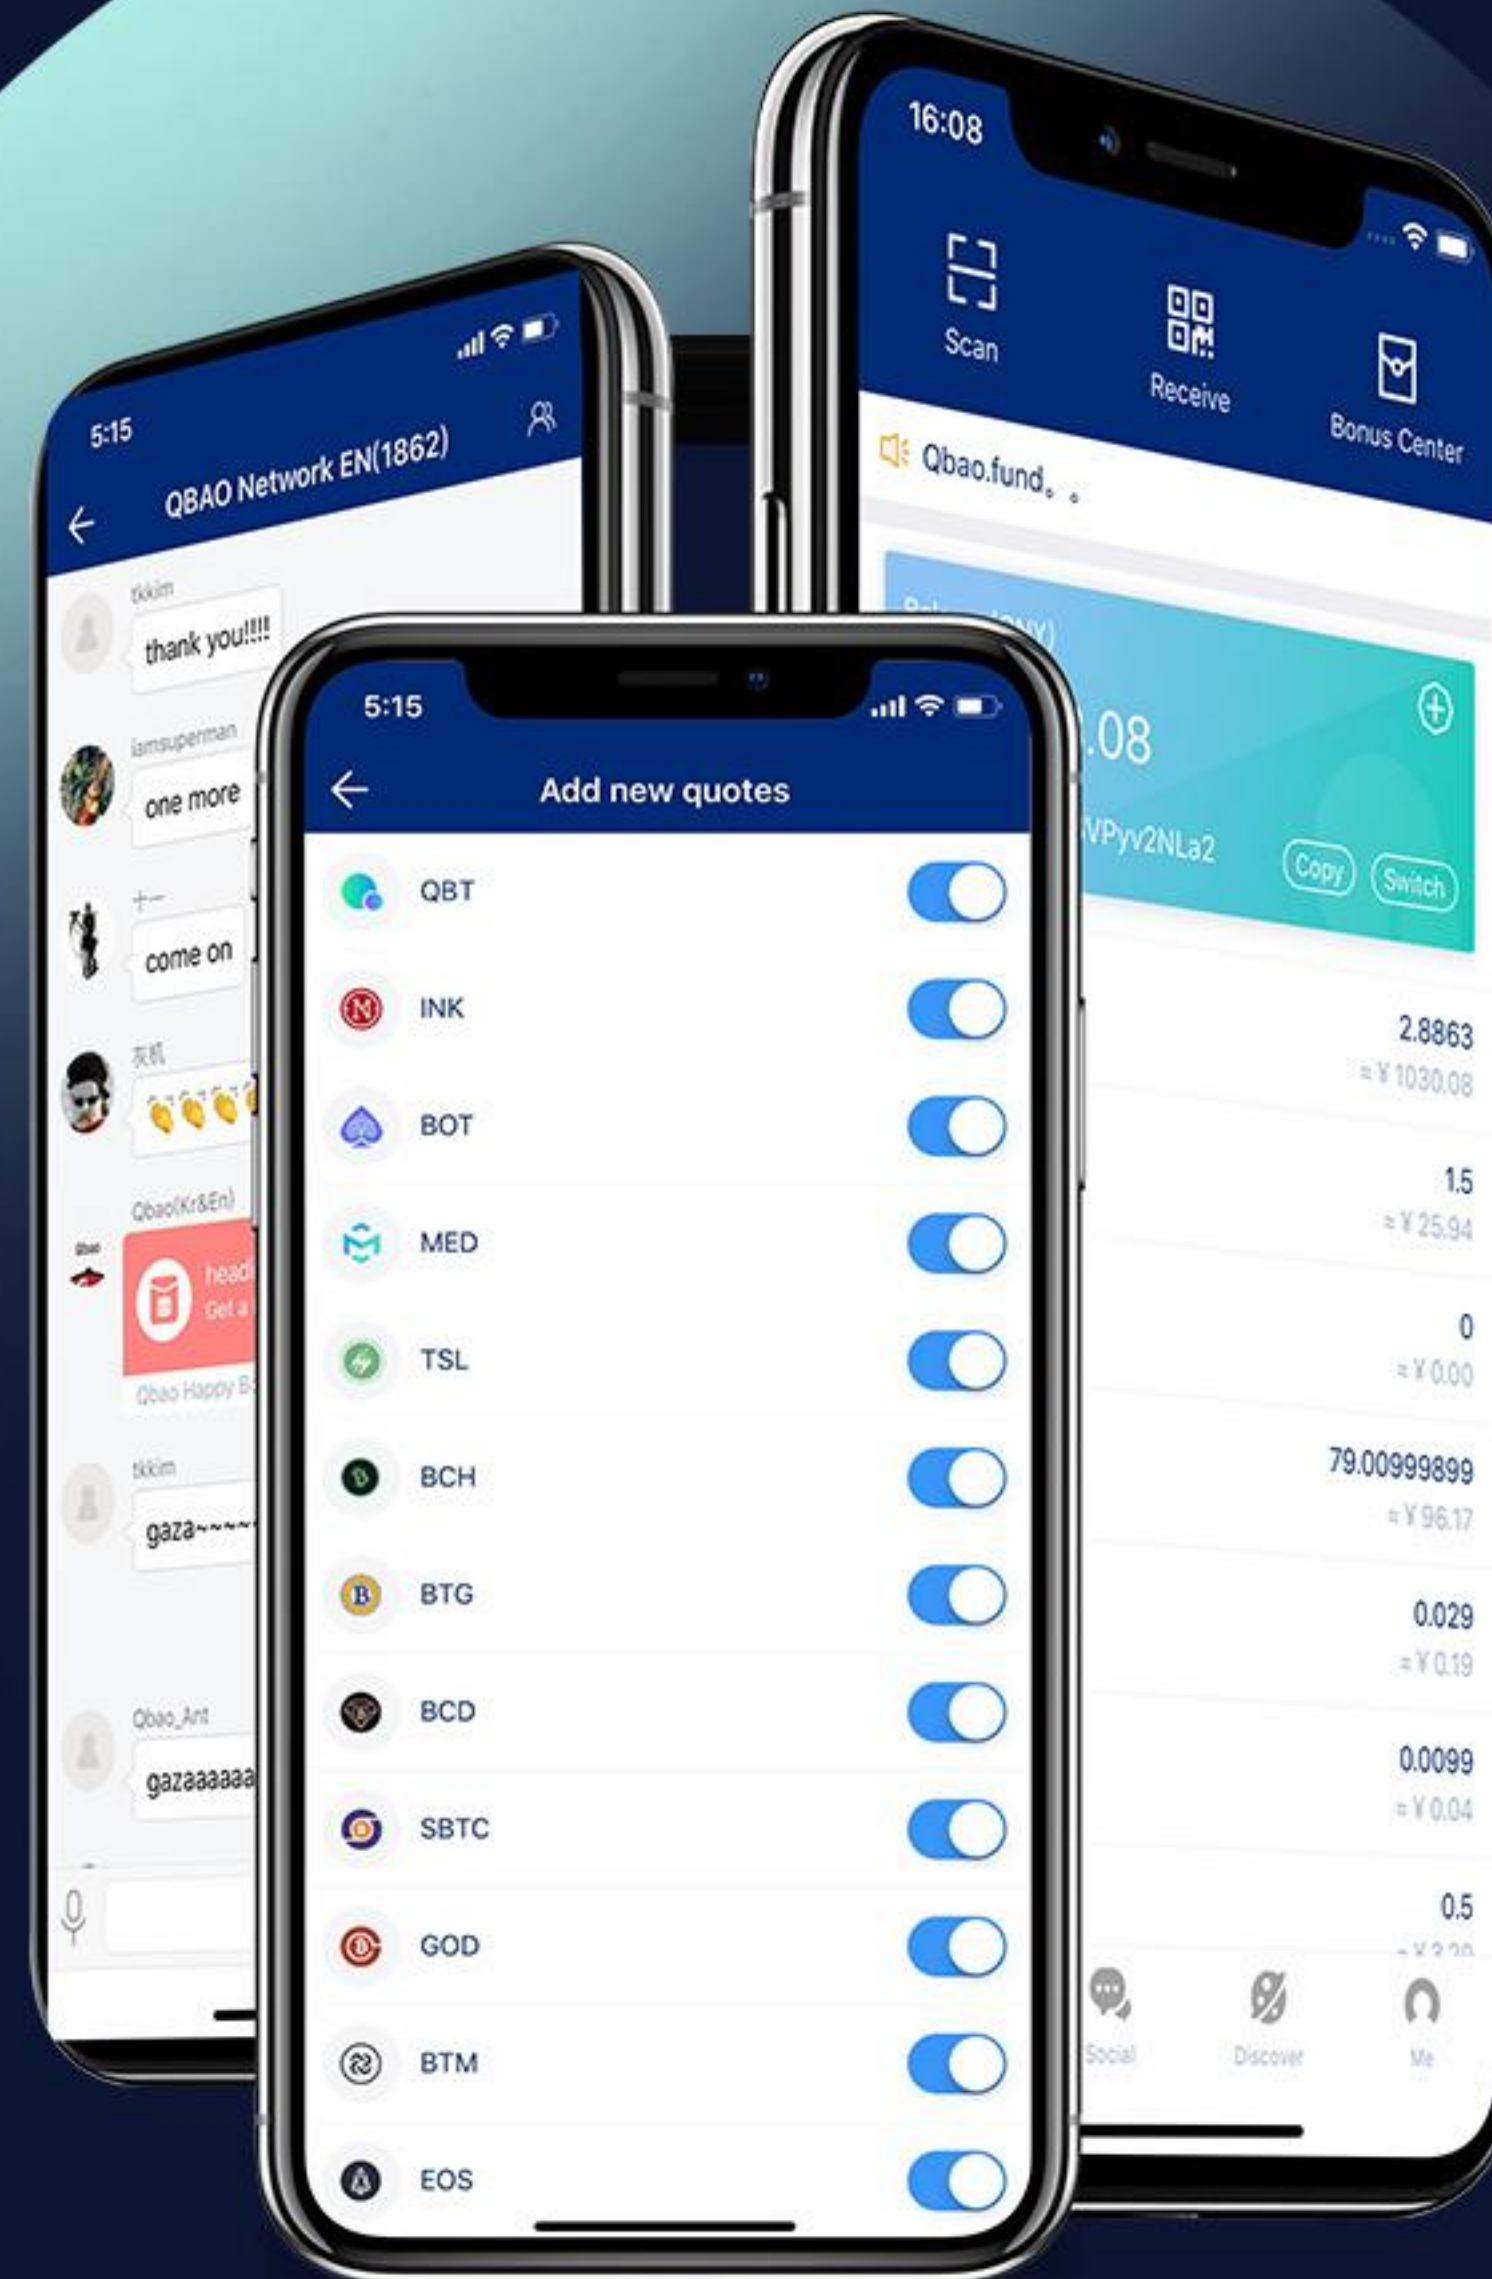 5:15
QBAO Network EN(1862)
tkkim
thank you!!!!
iamsuperman
one more
十一
come on
灰机
Qbao(Kr&En)
Qbao
Get a
Qbao Happy
tkkim
gaza~~~~
Qbao_Ant
gazaaaaaa
5:15
Add new quotes
QBT
INK
BOT
MED
TSL
BCH
BTG
BCD
SBTC
GOD
BTM
EOS
16:08
Scan
Receive
Bonus Center
Qbao.fund。。
.08
VPyv2NLa2
Copy
Switch
2.8863
≈ ¥ 1030.08
1.5
≈ ¥ 25.94
0
≈ ¥ 0.00
79.00999899
≈ ¥ 96.17
0.029
≈ ¥ 0.19
0.0099
≈ ¥ 0.04
0.5
Social
Discover
Me